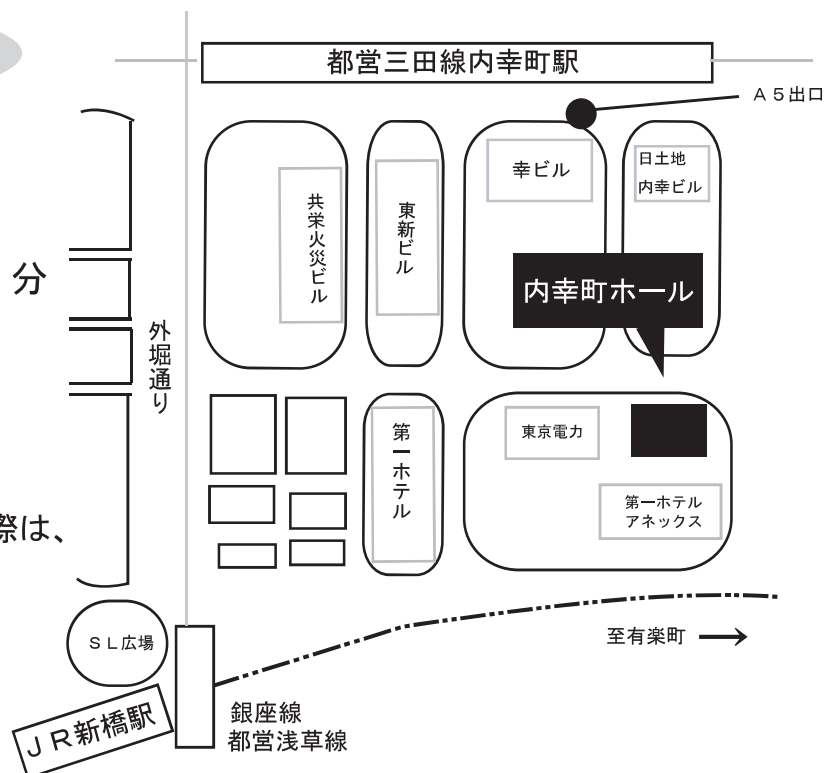 都営三田線内幸町駅
A5出口
幸ビル
日土地
内幸ビル
共栄火災ビル
東新ビル
分
内幸町ホール
外堀通り
第一ホテル
東京電力
第一ホテル
アネックス
際は、
SL広場
至有楽町
JR新橋駅
銀座線
都営浅草線